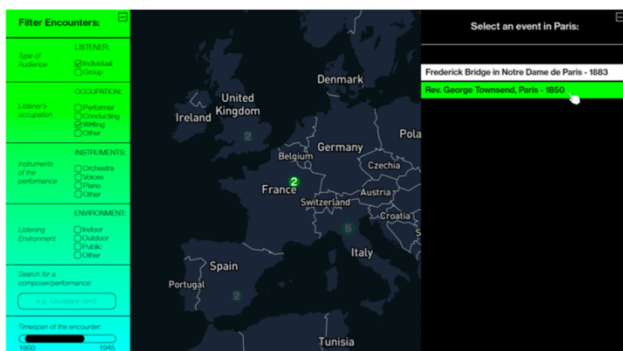 Filter Encounters:
Type of
Audience
LISTENER:
Individual
Group
Listener's
occupation
OCCUPATION:
Performer
Conducting
Writing
Other
Instruments
of the
performance
INSTRUMENTS:
Orchestra
Voices
Piano
Other
Listening
Environment
ENVIRONMENT:
Indoor
Outdoor
Public
Other
Search for a
composer/performance:
e.g. Giuseppe Verdi
Timespan of the encounter:
1800
1945
Denmark
United
Kingdom
Ireland
2
Pola
Germany
Belgium
Czechia
2
France
Austria
Switzerland
Croatia
5
S
Italy
Spain
Portugal
2
Tunisia
Select an event in Paris:
Frederick Bridge in Notre Dame de Paris - 1883
Rev. George Townsend, Paris - 1850